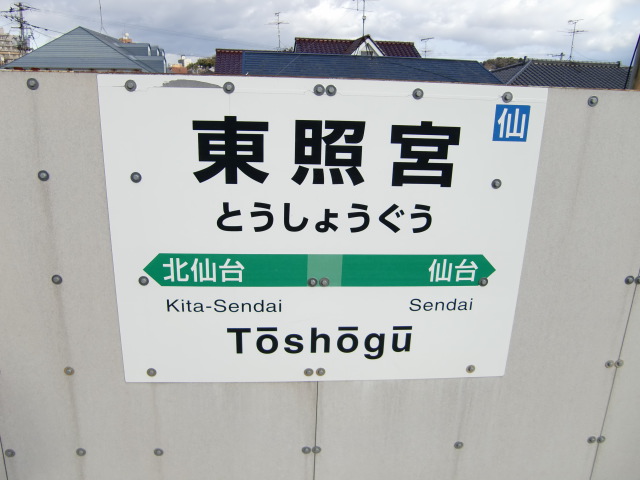 仙
東照宮
とうしょうぐう
北仙台 仙台
Kita-Sendai Sendai
Tōshōgū